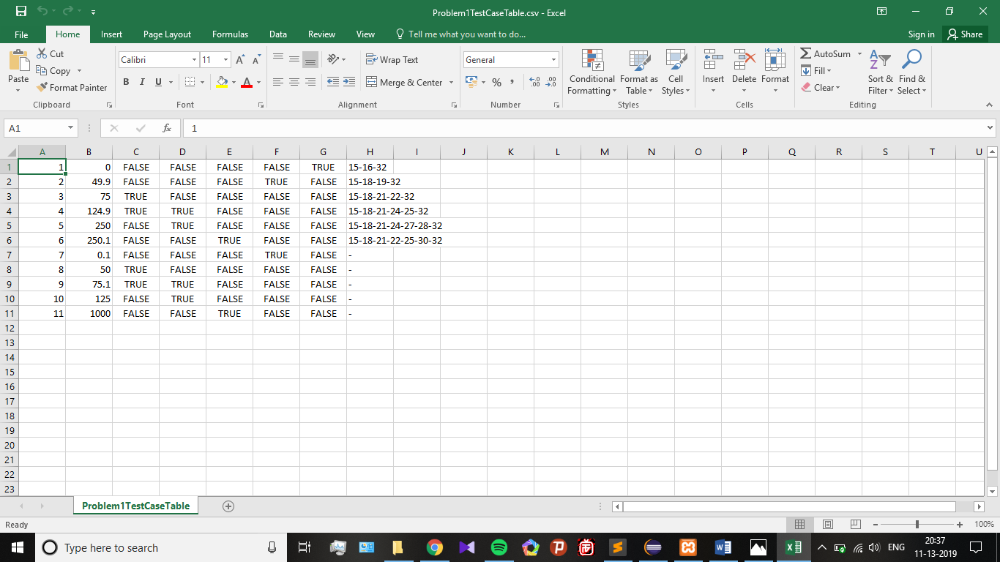 Problem1TestCaseTable.csv - Excel
File Home Insert Page Layout Formulas Data Review View Tell me what you want to do... Sign in Share
Paste
Cut
Copy
Format Painter
Clipboard
Calibri 11
B I U
Font
Wrap Text
Merge & Center
Alignment
General
%
Number
Conditional Formatting
Format as Table
Cell Styles
Styles
Insert Delete Format
Cells
AutoSum
Fill
Clear
Sort & Filter
Find & Select
Editing
A1 fx 1
A B C D E F G H I J K L M N O P Q R S T U
1 1 0 FALSE FALSE FALSE FALSE TRUE 15-16-32
2 2 49.9 FALSE FALSE FALSE TRUE FALSE 15-18-19-32
3 3 75 TRUE FALSE FALSE FALSE FALSE 15-18-21-22-32
4 4 124.9 TRUE TRUE FALSE FALSE FALSE 15-18-21-24-25-32
5 5 250 FALSE TRUE FALSE FALSE FALSE 15-18-21-24-27-28-32
6 6 250.1 FALSE FALSE TRUE FALSE FALSE 15-18-21-22-25-30-32
7 7 0.1 FALSE FALSE FALSE TRUE FALSE -
8 8 50 TRUE FALSE FALSE FALSE FALSE -
9 9 75.1 TRUE TRUE FALSE FALSE FALSE -
10 10 125 FALSE TRUE FALSE FALSE FALSE -
11 11 1000 FALSE FALSE TRUE FALSE FALSE -
12
13
14
15
16
17
18
19
20
21
22
23
Problem1TestCaseTable
Ready 100%
Type here to search ENG 20:37
11-13-2019